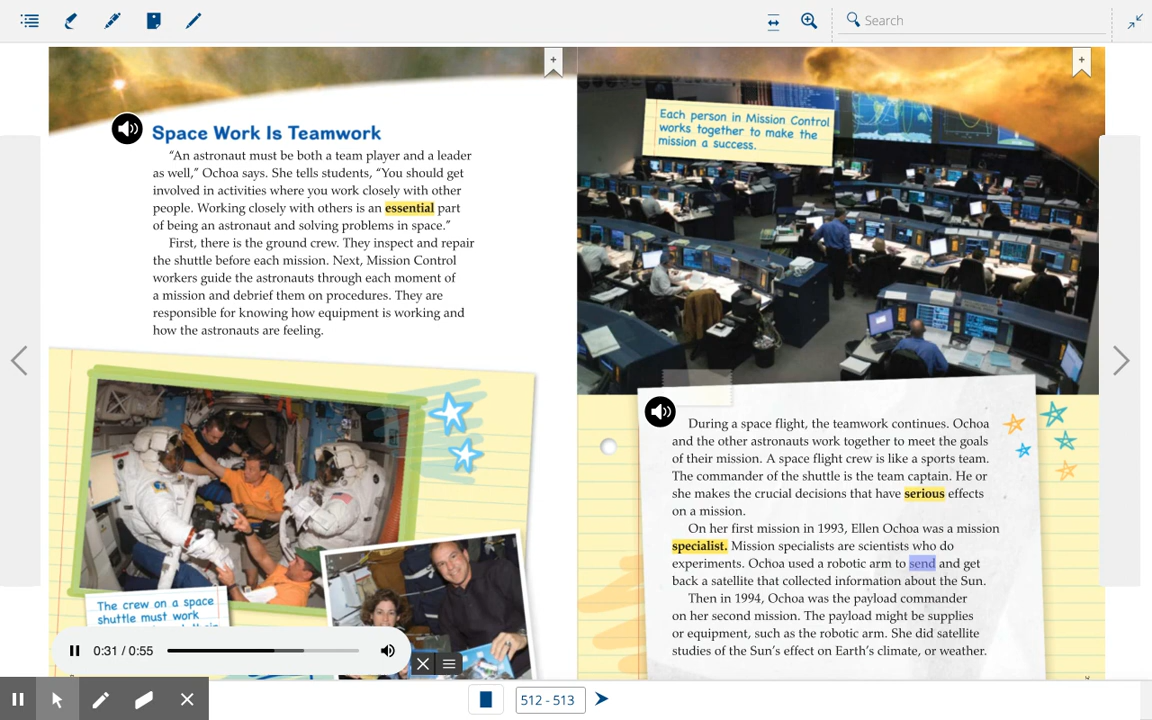 Search
Space Work Is Teamwork
“An astronaut must be both a team player and a leader
as well,” Ochoa says. She tells students, “You should get
involved in activities where you work closely with other
people. Working closely with others is an essential part
of being an astronaut and solving problems in space.”
First, there is the ground crew. They inspect and repair
the shuttle before each mission. Next, Mission Control
workers guide the astronauts through each moment of
a mission and debrief them on procedures. They are
responsible for knowing how equipment is working and
how the astronauts are feeling.
The crew on a space
shuttle must work
Each person in Mission Control
works together to make the
mission a success.
During a space flight, the teamwork continues. Ochoa
and the other astronauts work together to meet the goals
of their mission. A space flight crew is like a sports team.
The commander of the shuttle is the team captain. He or
she makes the crucial decisions that have serious effects
on a mission.
On her first mission in 1993, Ellen Ochoa was a mission
specialist. Mission specialists are scientists who do
experiments. Ochoa used a robotic arm to send and get
back a satellite that collected information about the Sun.
Then in 1994, Ochoa was the payload commander
on her second mission. The payload might be supplies
or equipment, such as the robotic arm. She did satellite
studies of the Sun’s effect on Earth’s climate, or weather.
0:31 / 0:55
512 - 513